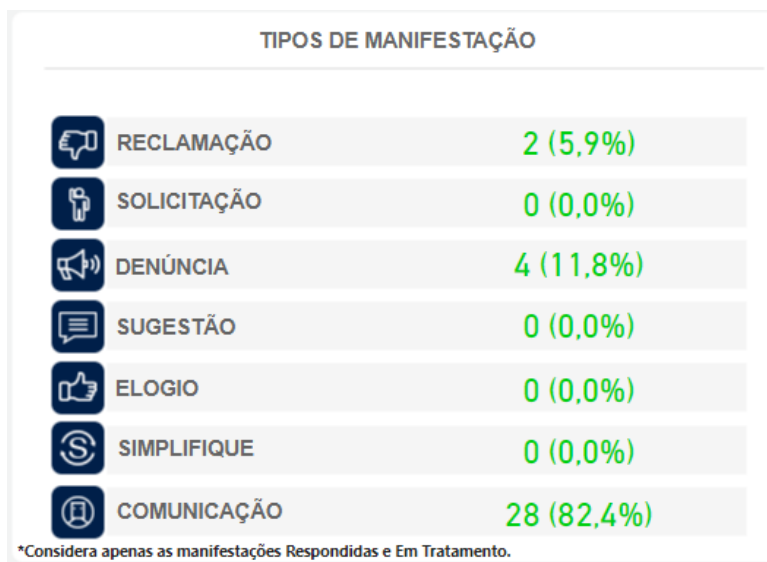 TIPOS DE MANIFESTAÇÃO
RECLAMAÇÃO 2 (5,9%)
SOLICITAÇÃO 0 (0,0%)
DENÚNCIA 4 (11,8%)
SUGESTÃO 0 (0,0%)
ELOGIO 0 (0,0%)
SIMPLIFIQUE 0 (0,0%)
COMUNICAÇÃO 28 (82,4%)
*Considera apenas as manifestações Respondidas e Em Tratamento.